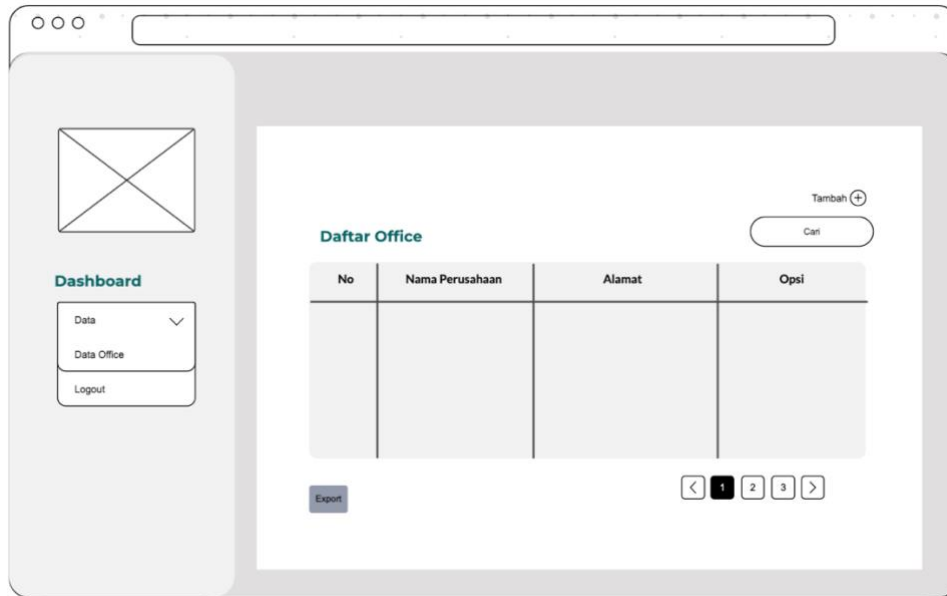 Dashboard
Data
Data Office
Logout
Tambah
Daftar Office
Cari
No Nama Perusahaan Alamat Opsi
Export
1 2 3